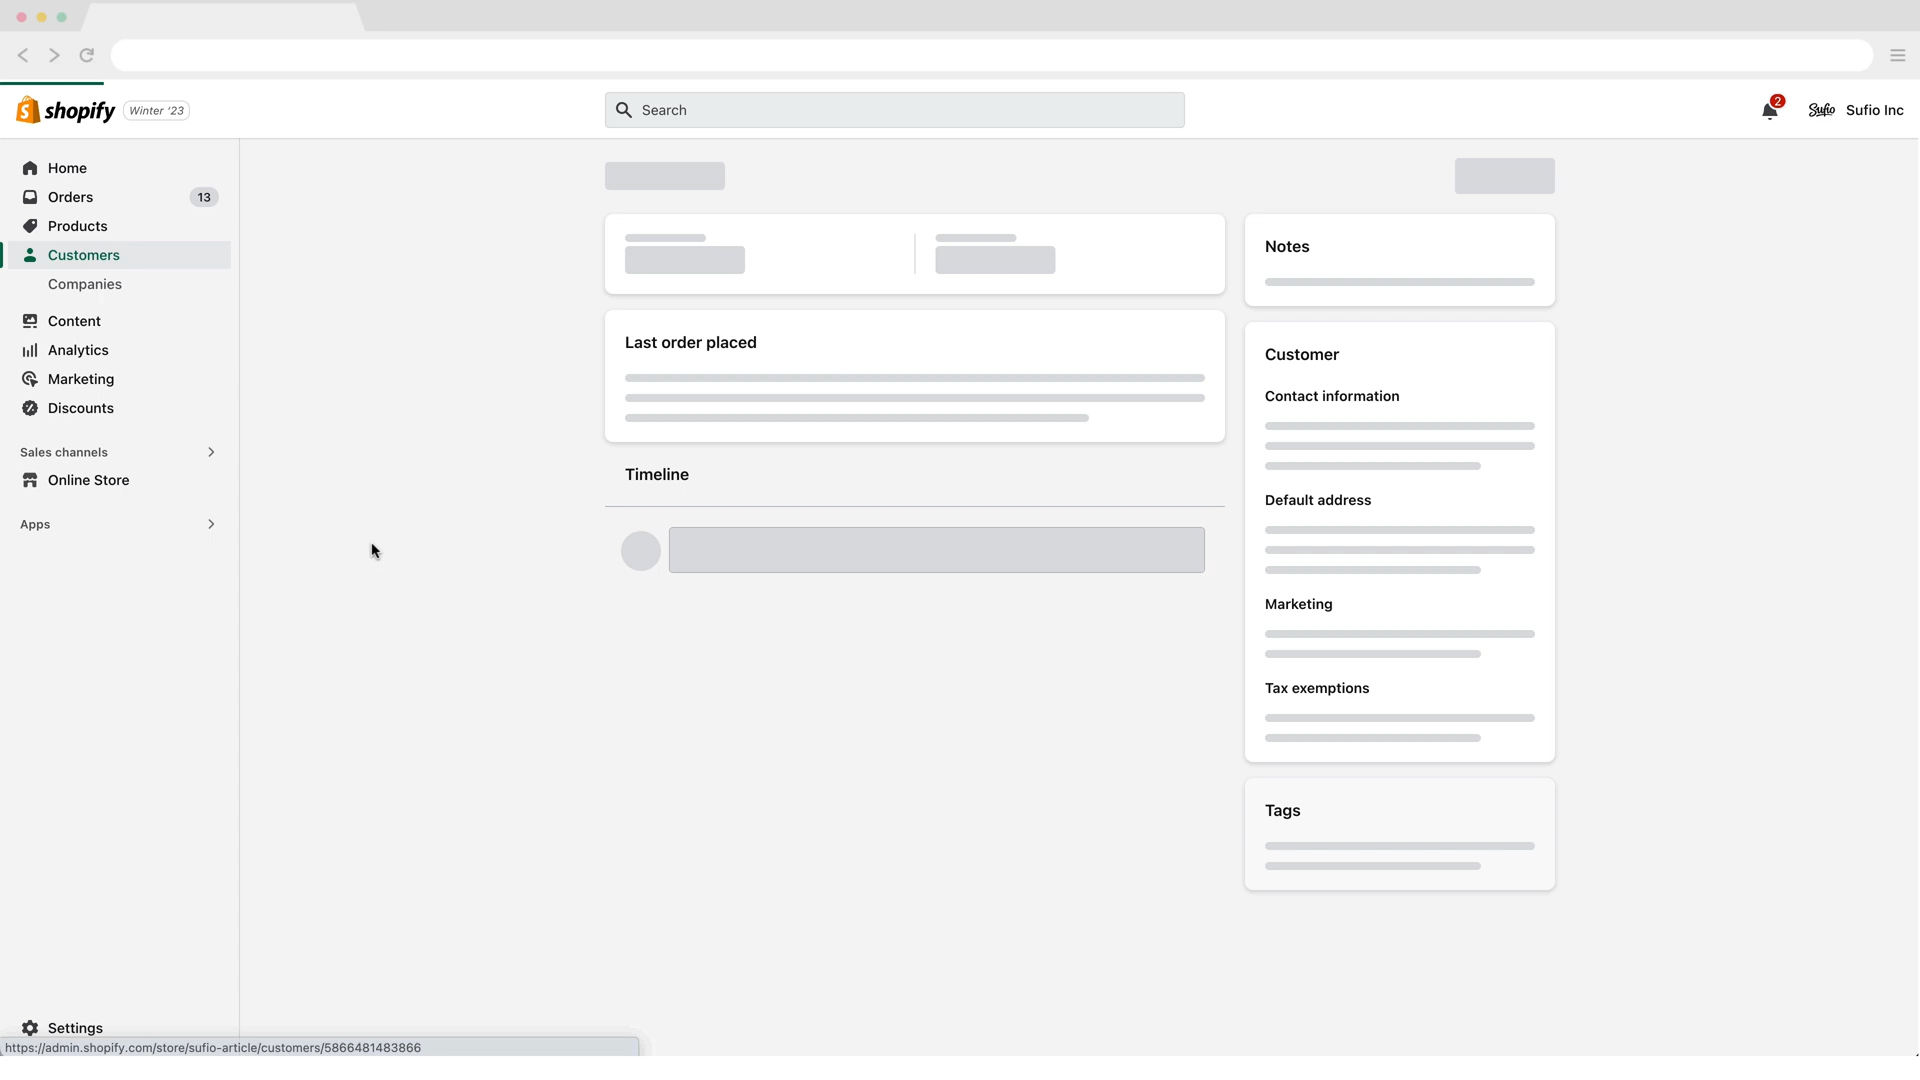 shopify
Winter '23
Search
2
Sufio
Sufio Inc
Home
Orders
13
Products
Customers
Companies
Content
Analytics
Marketing
Discounts
Sales channels
Online Store
Apps
Settings
https://admin.shopify.com/store/sufio-article/customers/5866481483866
Last order placed
Timeline
Notes
Customer
Contact information
Default address
Marketing
Tax exemptions
Tags